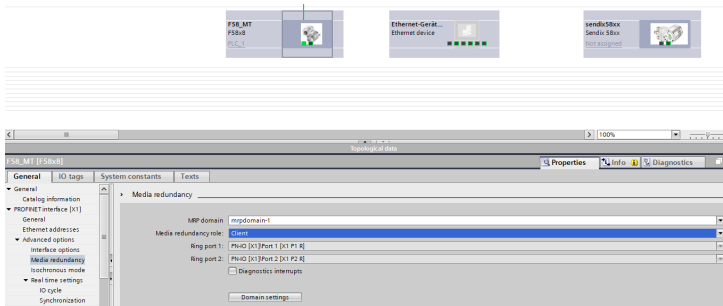 F58_MT
F58x8
PLC_1
Ethernet-Gerät...
Ethernet device
sendix58xx
Sendix 58xx
Not assigned
100%
Topological data
F58_MT [F58x8]
Properties
Info
Diagnostics
General
IO tags
System constants
Texts
General
Catalog information
PROFINET interface [X1]
General
Ethernet addresses
Advanced options
Interface options
Media redundancy
Isochronous mode
Real time settings
IO cycle
Synchronization
Media redundancy
MRP domain
mrpdomain-1
Media redundancy role:
Client
Ring port 1:
PN-IO [X1]\Port 1 [X1 P1 R]
Ring port 2:
PN-IO [X1]\Port 2 [X1 P2 R]
Diagnostics interrupts
Domain settings